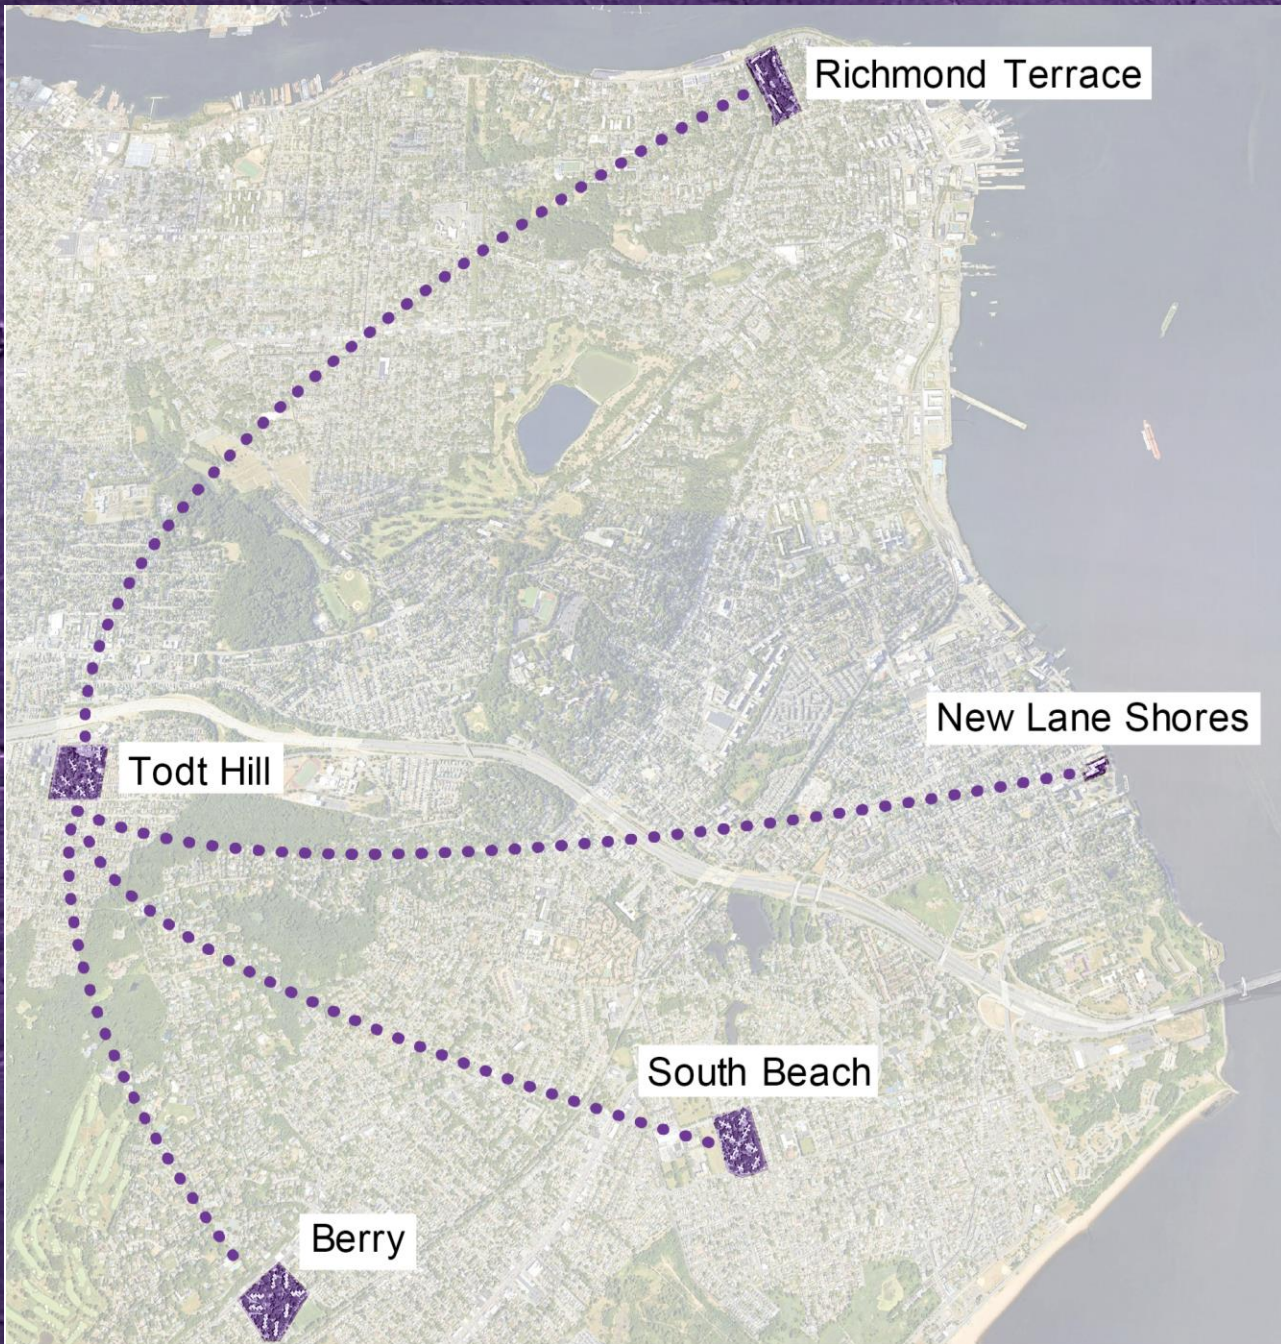 Richmond Terrace
New Lane Shores
Todt Hill
South Beach
Berry